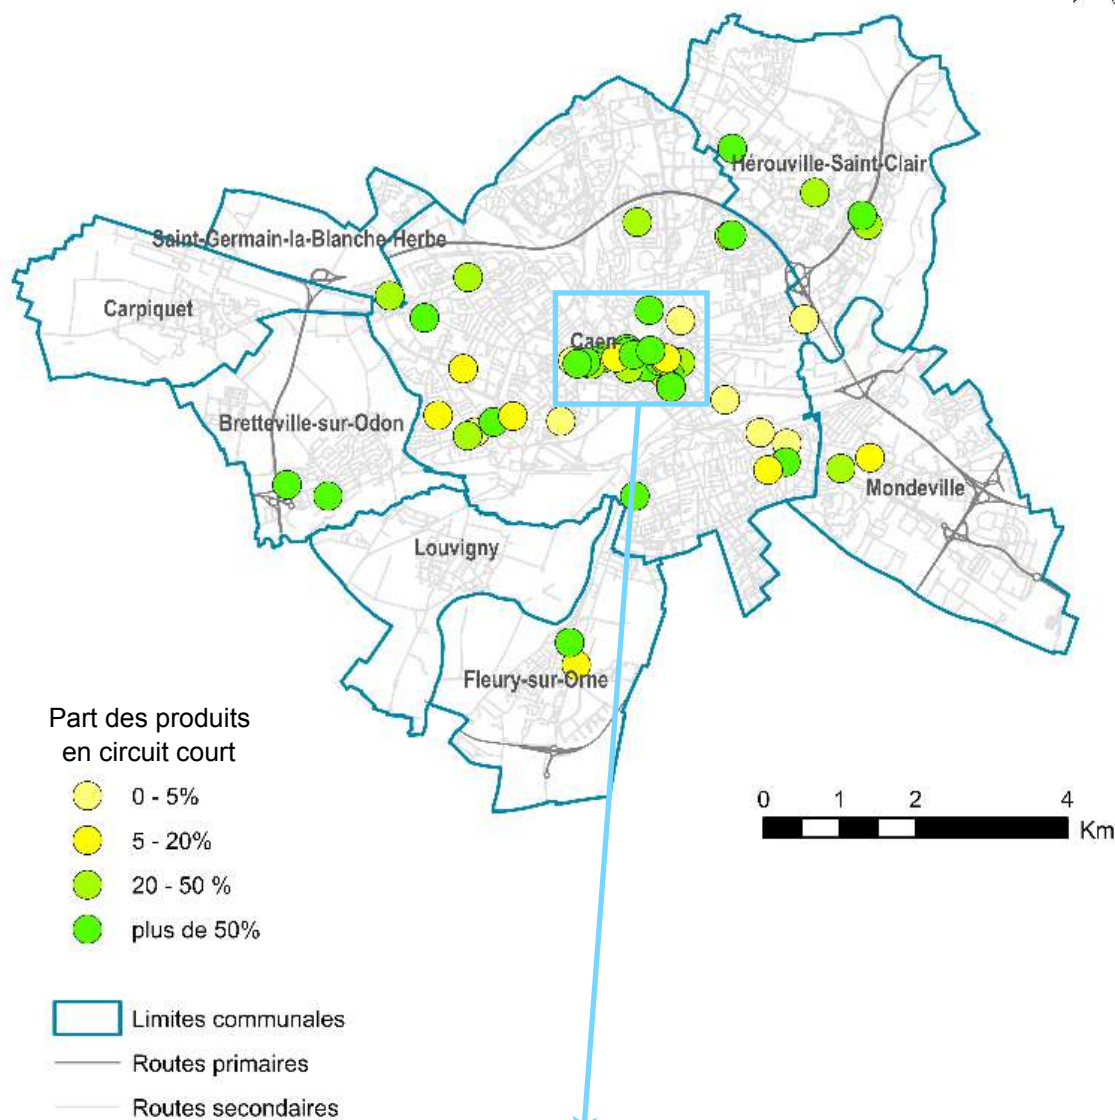 Hérouville-Saint-Clair
Saint-Germain-la-Blanche-Herbe
Carpiquet
Caen
Bretteville-sur-Odon
Mondeville
Louvigny
Fleury-sur-Orne
Part des produits
en circuit court
0 - 5%
5 - 20%
20 - 50 %
plus de 50%
0 1 2 4
Km
Limites communales
Routes primaires
Routes secondaires